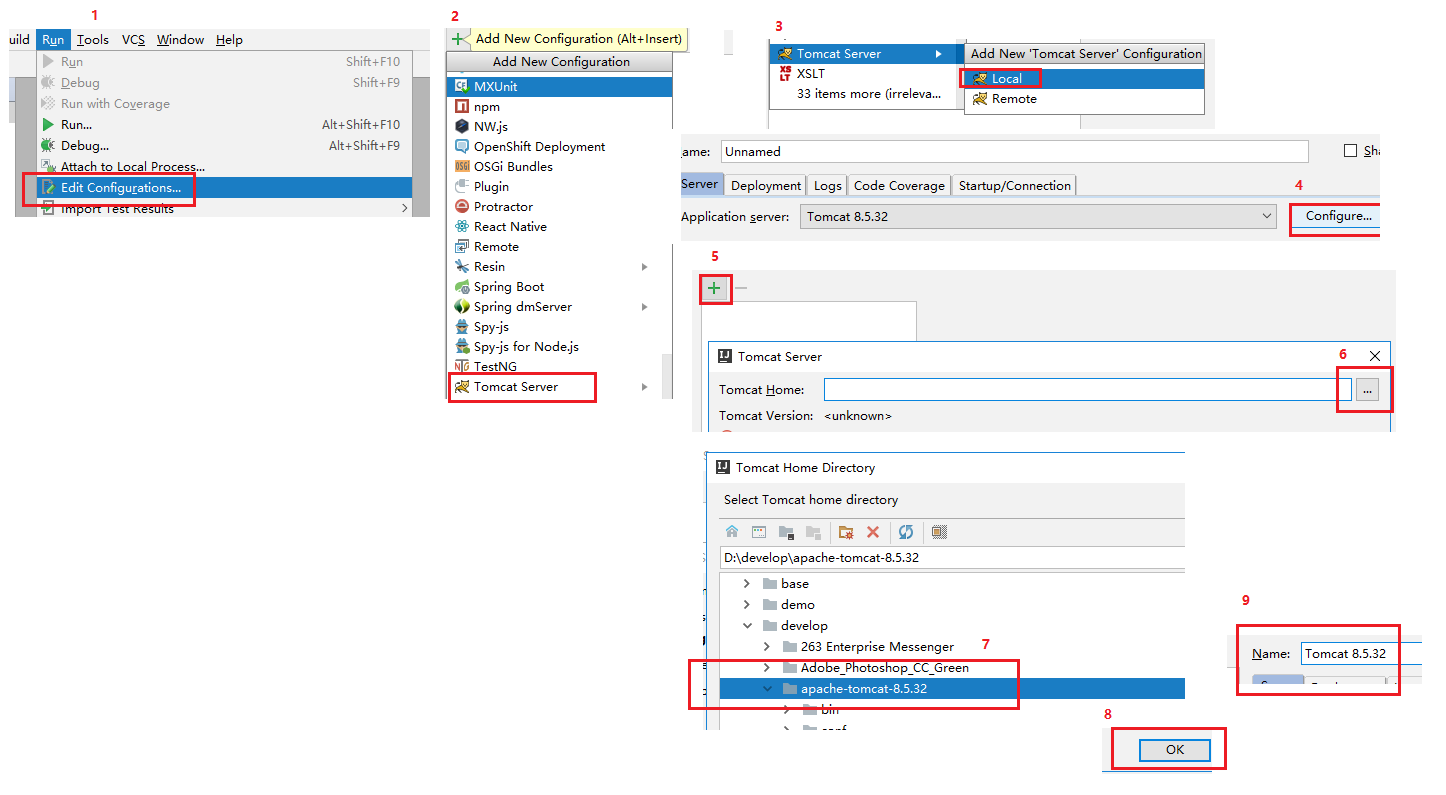 1
uild Run Tools VCS Window Help
Run Shift+F10
Debug Shift+F9
Run with Coverage
Run... Alt+Shift+F10
Debug... Alt+Shift+F9
Attach to Local Process...
Edit Configurations...
Import Test Results
2
Add New Configuration (Alt+Insert)
Add New Configuration
MXUnit
npm
NW.js
OpenShift Deployment
OSGi Bundles
Plugin
Protractor
React Native
Remote
Resin
Spring Boot
Spring dmServer
Spy-js
Spy-js for Node.js
TestNG
Tomcat Server
3
Tomcat Server
XSLT
33 items more (irreleva...
Add New 'Tomcat Server' Configuration
Local
Remote
ame: Unnamed Sha
Server Deployment Logs Code Coverage Startup/Connection
4
Application server: Tomcat 8.5.32 Configure...
5
Tomcat Server
6
Tomcat Home: ...
Tomcat Version: <unknown>
Tomcat Home Directory
Select Tomcat home directory
D:\develop\apache-tomcat-8.5.32
base
demo
develop
263 Enterprise Messenger
7
Adobe_Photoshop_CC_Green
apache-tomcat-8.5.32
bin
conf
8
OK
9
Name: Tomcat 8.5.32